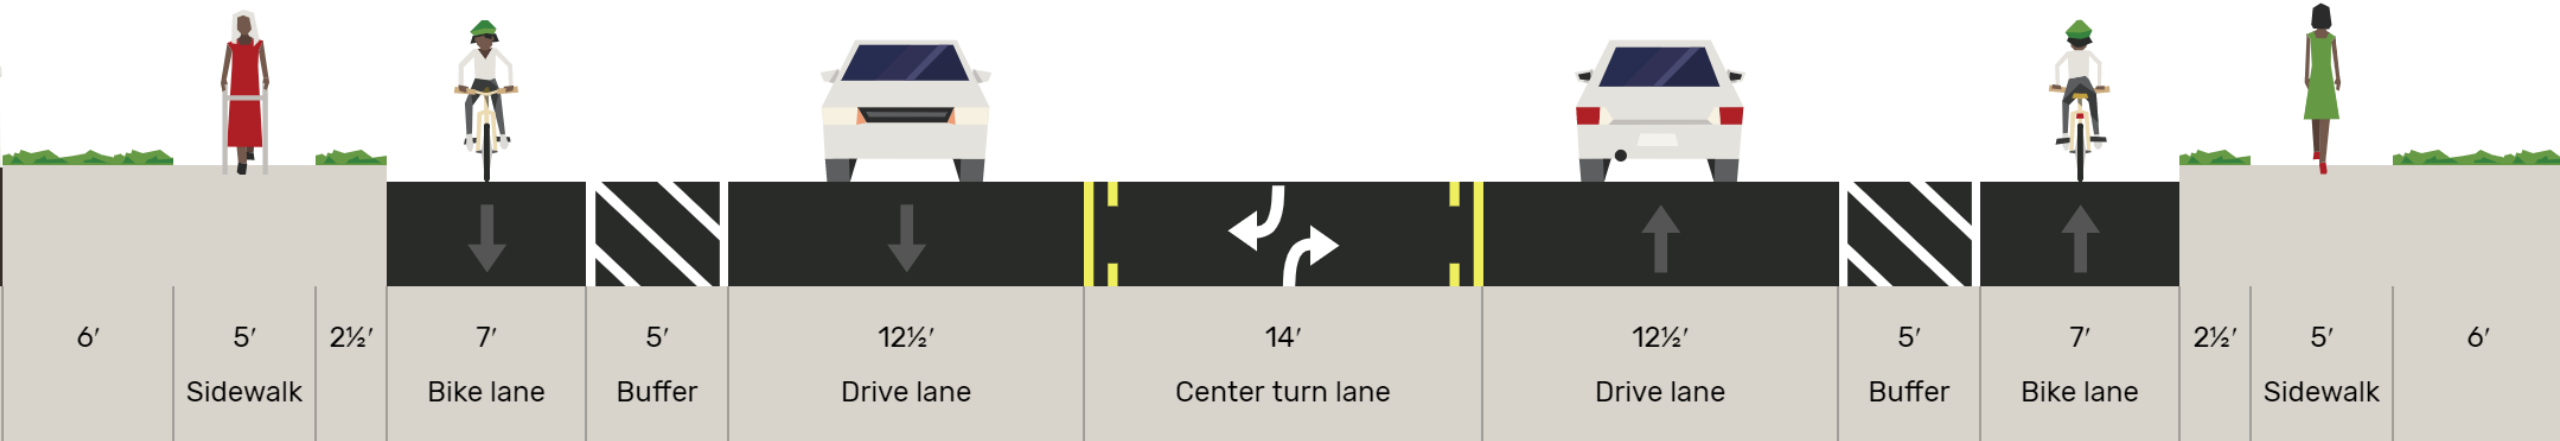 6′ 5′ 2½′ 7′ 5′ 12½′ 14′ 12½′ 5′ 7′ 2½′ 5′ 6′
Sidewalk Bike lane Buffer Drive lane Center turn lane Drive lane Buffer Bike lane Sidewalk